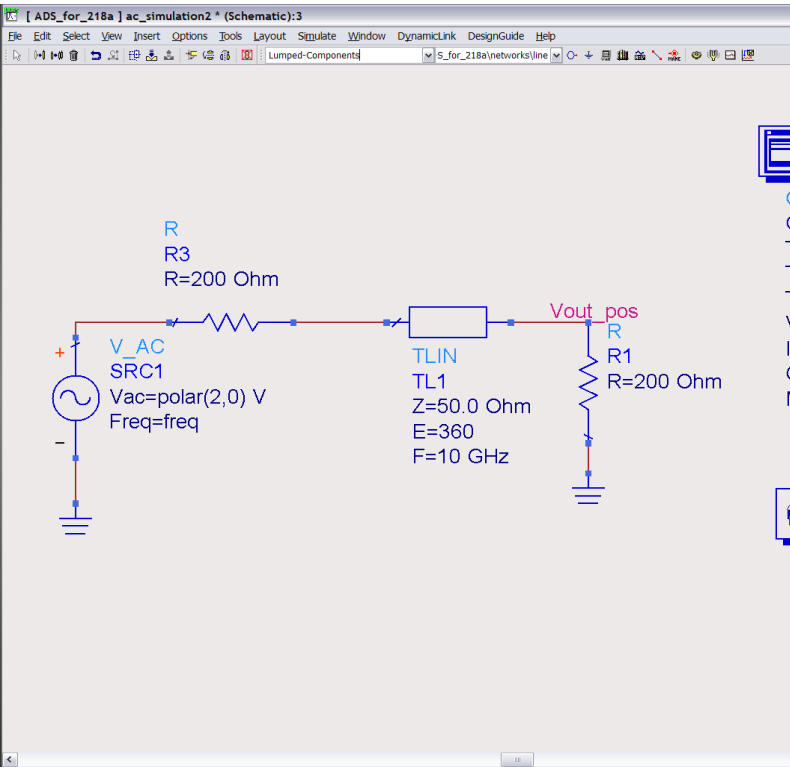 [ ADS_for_218a ] ac_simulation2 * (Schematic):3
File Edit Select View Insert Options Tools Layout Simulate Window DynamicLink DesignGuide Help
Lumped-Components S_for_218a\networks\line
R
R3
R=200 Ohm
Vout_pos
+
V_AC
SRC1
Vac=polar(2,0) V
Freq=freq
−
TLIN
TL1
Z=50.0 Ohm
E=360
F=10 GHz
R
R1
R=200 Ohm